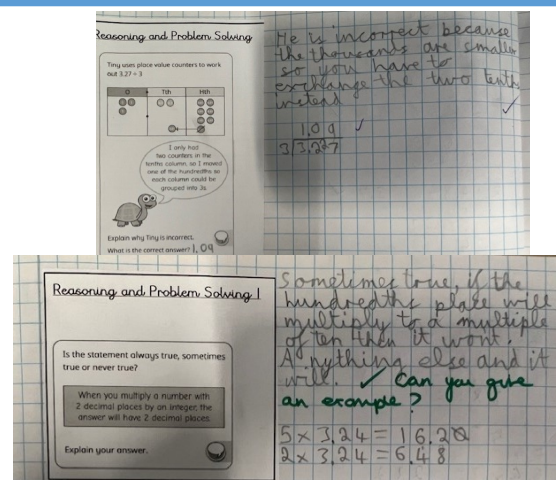 Reasoning and Problem Solving
Tiny uses place value counters to work
out 3.27 ÷ 3
O Tth Hth
I only had
two counters in the
tenths column, so I moved
one of the hundredths so
each column could be
grouped into 3s
Explain why Tiny is incorrect.
What is the correct answer? 1.09
He is incorrect because
the thousands are smaller
so you have to
exchange the two tenths
instead
1.09
3 3.227
Reasoning and Problem Solving 1
Is the statement always true, sometimes
true or never true?
When you multiply a number with
2 decimal places by an integer, the
answer will have 2 decimal places.
Explain your answer.
Sometimes true, if the
hundredths place will
multiply to a multiple
of ten then it wont.
Anything else and it
will. Can you give
an example?
5 x 3.24 = 16.20
2 x 3.24 = 6.48